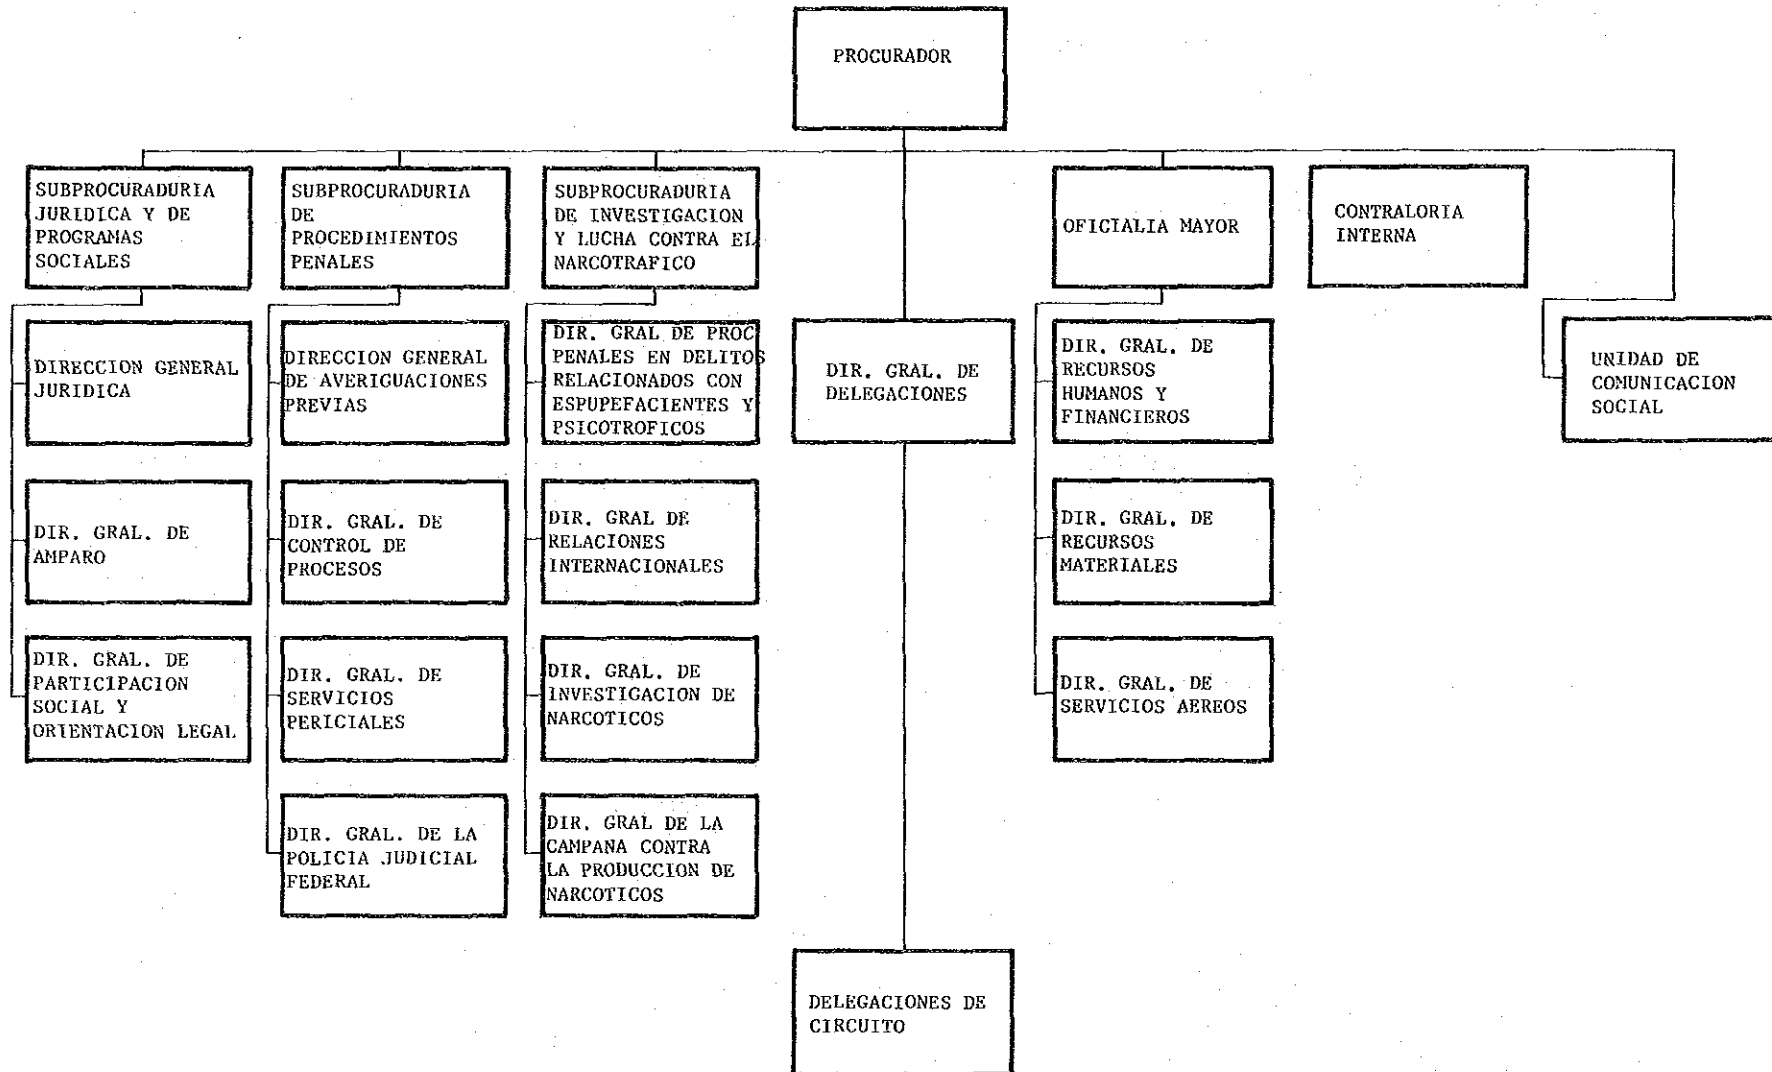 PROCURADOR
SUBPROCURADURIA
JURIDICA Y DE
PROGRAMAS
SOCIALES
SUBPROCURADURIA
DE
PROCEDIMIENTOS
PENALES
SUBPROCURADURIA
DE INVESTIGACION
Y LUCHA CONTRA EL
NARCOTRAFICO
OFICIALIA MAYOR
CONTRALORIA
INTERNA
DIRECCION GENERAL
JURIDICA
DIRECCION GENERAL
DE AVERIGUACIONES
PREVIAS
DIR. GRAL DE PROC
PENALES EN DELITOS
RELACIONADOS CON
ESPUPEFACIENTES Y
PSICOTROFICOS
DIR. GRAL. DE
DELEGACIONES
DIR. GRAL. DE
RECURSOS
HUMANOS Y
FINANCIEROS
UNIDAD DE
COMUNICACION
SOCIAL
DIR. GRAL. DE
AMPARO
DIR. GRAL. DE
CONTROL DE
PROCESOS
DIR. GRAL DE
RELACIONES
INTERNACIONALES
DIR. GRAL. DE
RECURSOS
MATERIALES
DIR. GRAL. DE
PARTICIPACION
SOCIAL Y
ORIENTACION LEGAL
DIR. GRAL. DE
SERVICIOS
PERICIALES
DIR. GRAL. DE
INVESTIGACION DE
NARCOTICOS
DIR. GRAL. DE
SERVICIOS AEREOS
DIR. GRAL. DE LA
POLICIA JUDICIAL
FEDERAL
DIR. GRAL DE LA
CAMPANA CONTRA
LA PRODUCCION DE
NARCOTICOS
DELEGACIONES DE
CIRCUITO